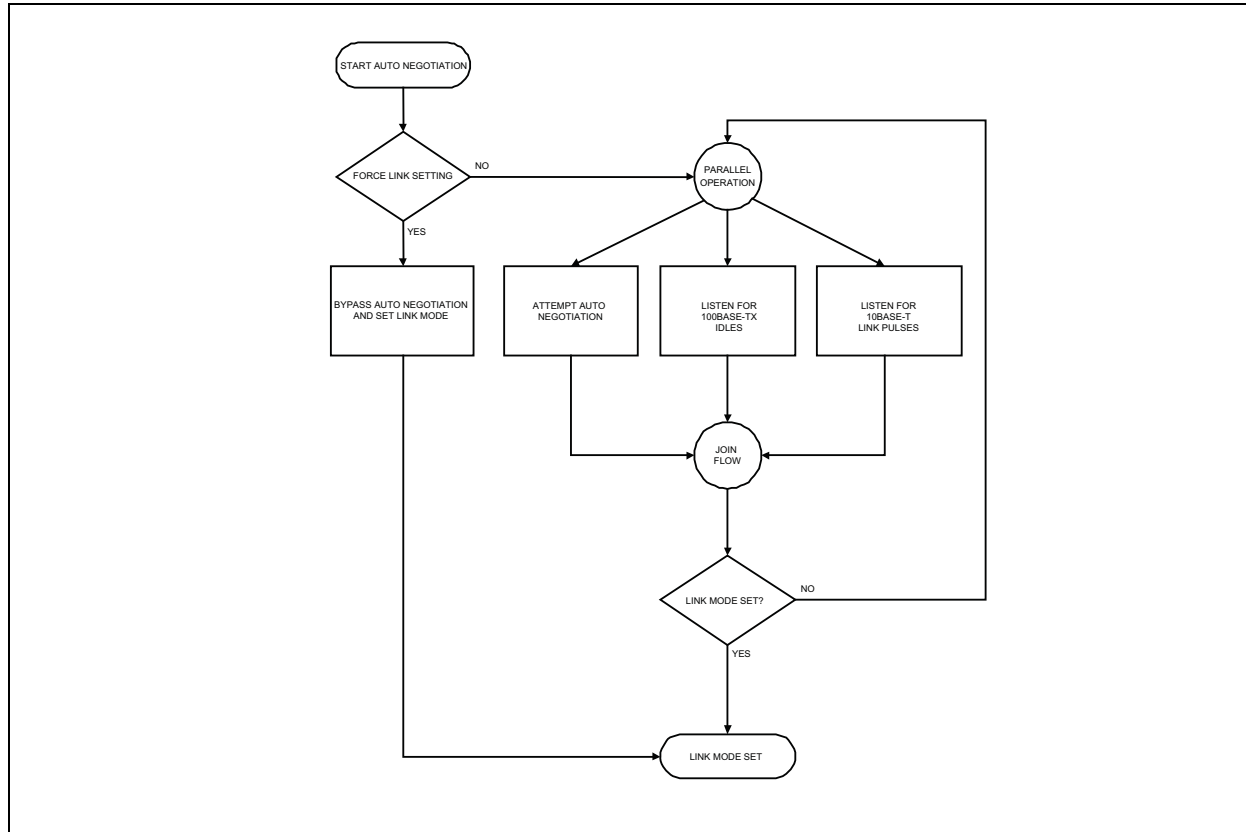 START AUTO NEGOTIATION
FORCE LINK SETTING
NO
PARALLEL
OPERATION
YES
BYPASS AUTO NEGOTIATION
AND SET LINK MODE
ATTEMPT AUTO
NEGOTIATION
LISTEN FOR
100BASE-TX
IDLES
LISTEN FOR
10BASE-T
LINK PULSES
JOIN
FLOW
LINK MODE SET?
NO
YES
LINK MODE SET